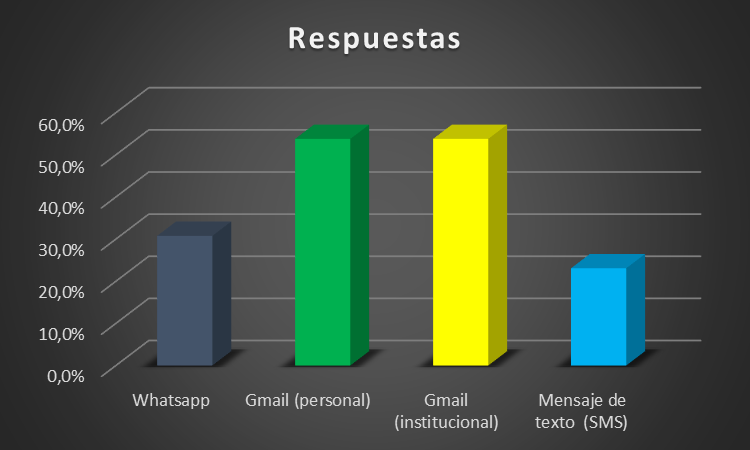 Respuestas
60,0%
50,0%
40,0%
30,0%
20,0%
10,0%
0,0%
Whatsapp
Gmail (personal)
Gmail
(institucional)
Mensaje de
texto (SMS)